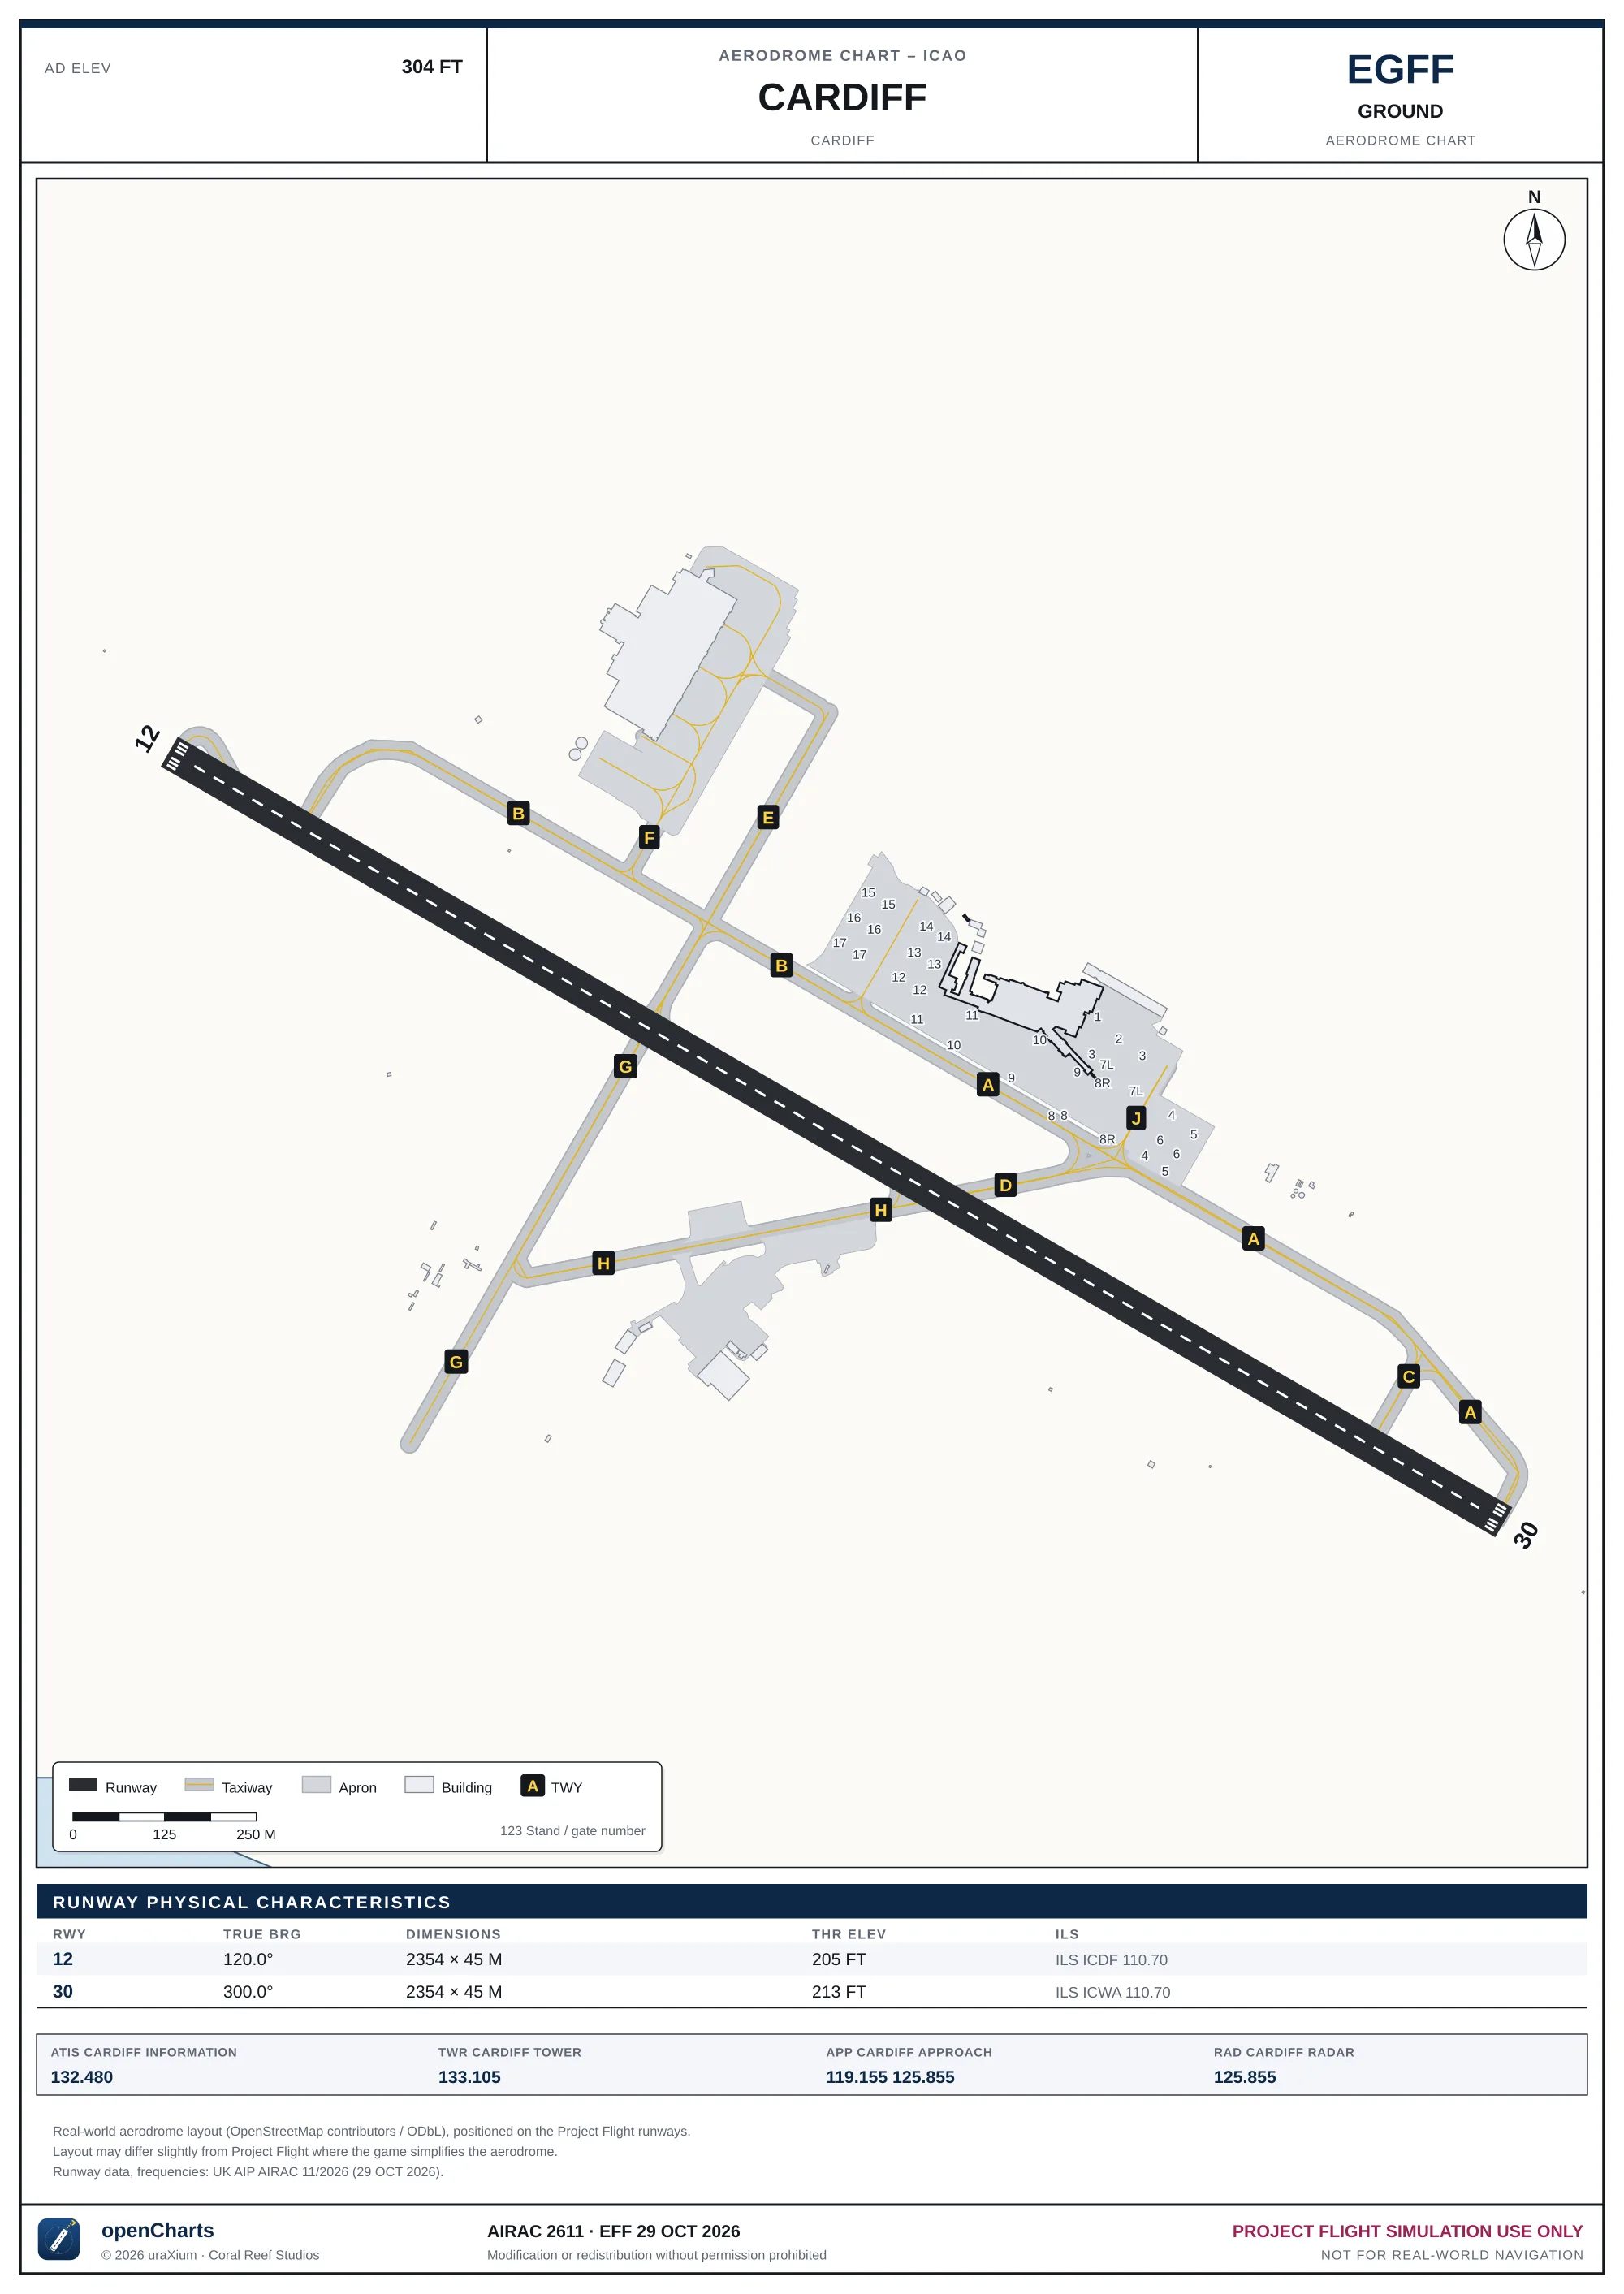 AD ELEV 304 FT
AERODROME CHART – ICAO
CARDIFF
CARDIFF
EGFF
GROUND
AERODROME CHART
N
12
B
F
E
15
15
16
16
14
14
17
17
13
13
B
12
12
11
11
1
10
10
2
3
3
G
7L
9
9
8R
A
7L
8 8
J
4
5
8R
6
4
6
5
D
H
A
H
G
C
A
30
Runway
Taxiway
Apron
Building
A TWY
0 125 250 M
123 Stand / gate number
RUNWAY PHYSICAL CHARACTERISTICS
RWY TRUE BRG DIMENSIONS THR ELEV ILS
12 120.0° 2354 × 45 M 205 FT ILS ICDF 110.70
30 300.0° 2354 × 45 M 213 FT ILS ICWA 110.70
ATIS CARDIFF INFORMATION TWR CARDIFF TOWER APP CARDIFF APPROACH RAD CARDIFF RADAR
132.480 133.105 119.155 125.855 125.855
Real-world aerodrome layout (OpenStreetMap contributors / ODbL), positioned on the Project Flight runways.
Layout may differ slightly from Project Flight where the game simplifies the aerodrome.
Runway data, frequencies: UK AIP AIRAC 11/2026 (29 OCT 2026).
openCharts
© 2026 uraXium · Coral Reef Studios
AIRAC 2611 · EFF 29 OCT 2026
Modification or redistribution without permission prohibited
PROJECT FLIGHT SIMULATION USE ONLY
NOT FOR REAL-WORLD NAVIGATION